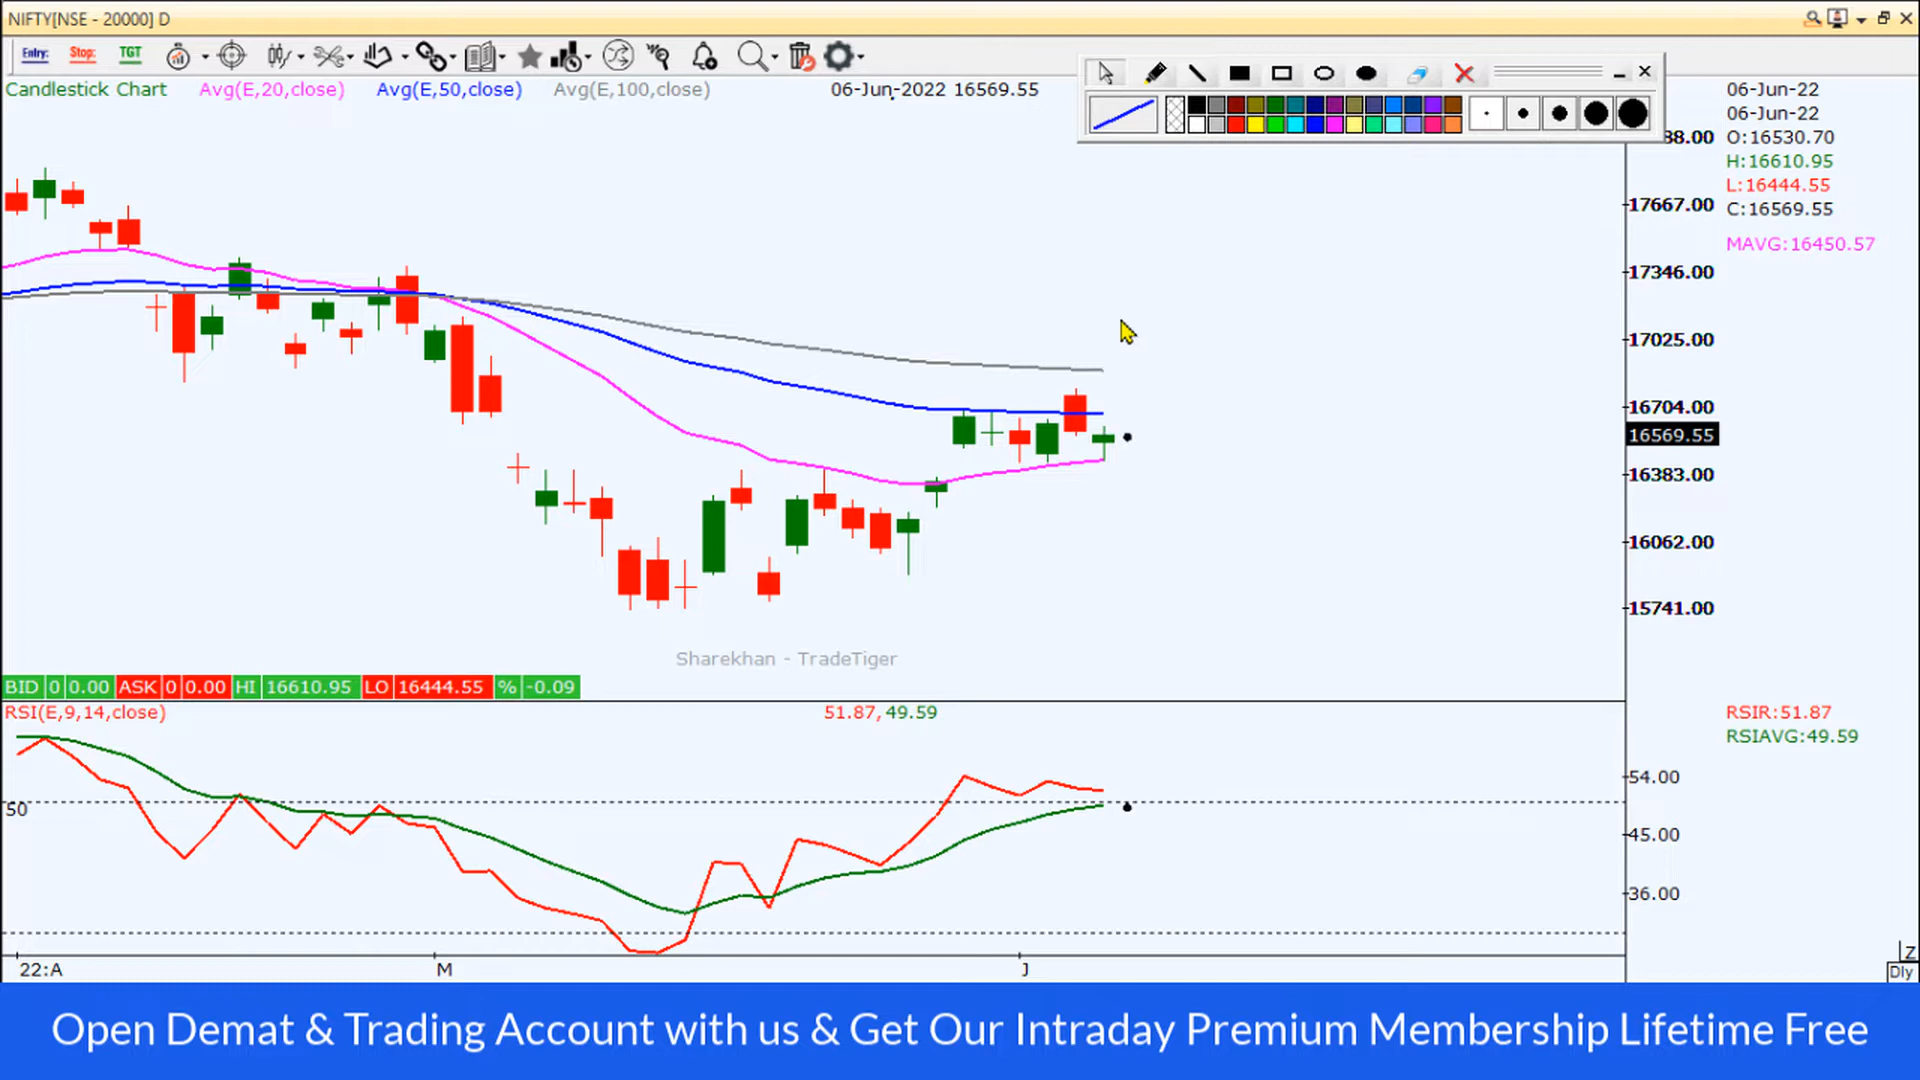 NIFTY[NSE - 20000] D
Entry: Stop: TGT
Candlestick Chart Avg(E,20,close) Avg(E,50,close) Avg(E,100,close) 06-Jun-2022 16569.55
06-Jun-22
06-Jun-22
O:16530.70
H:16610.95
L:16444.55
C:16569.55
MAVG:16450.57
88.00
17667.00
17346.00
17025.00
16704.00
16569.55
16383.00
16062.00
15741.00
Sharekhan - TradeTiger
BID 0 0.00 ASK 0 0.00 HI 16610.95 LO 16444.55 % -0.09
RSI(E,9,14,close) 51.87, 49.59
RSIR:51.87
RSIAVG:49.59
54.00
50
45.00
36.00
22:A M J
Z
Dly
Open Demat & Trading Account with us & Get Our Intraday Premium Membership Lifetime Free